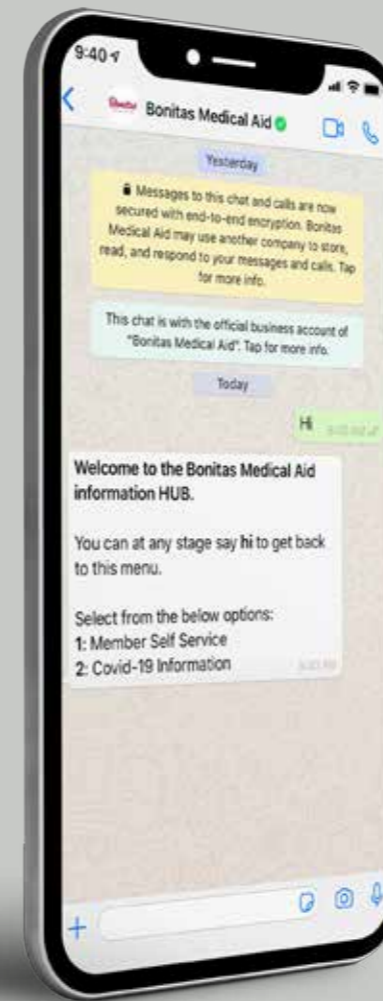 9:40
Bonitas Medical Aid
Yesterday
Messages to this chat and calls are now
secured with end-to-end encryption. Bonitas
Medical Aid may use another company to store,
read, and respond to your messages and calls. Tap
for more info.
This chat is with the official business account of
"Bonitas Medical Aid". Tap for more info.
Today
Hi
Welcome to the Bonitas Medical Aid
information HUB.
You can at any stage say hi to get back
to this menu.
Select from the below options:
1: Member Self Service
2: Covid-19 Information